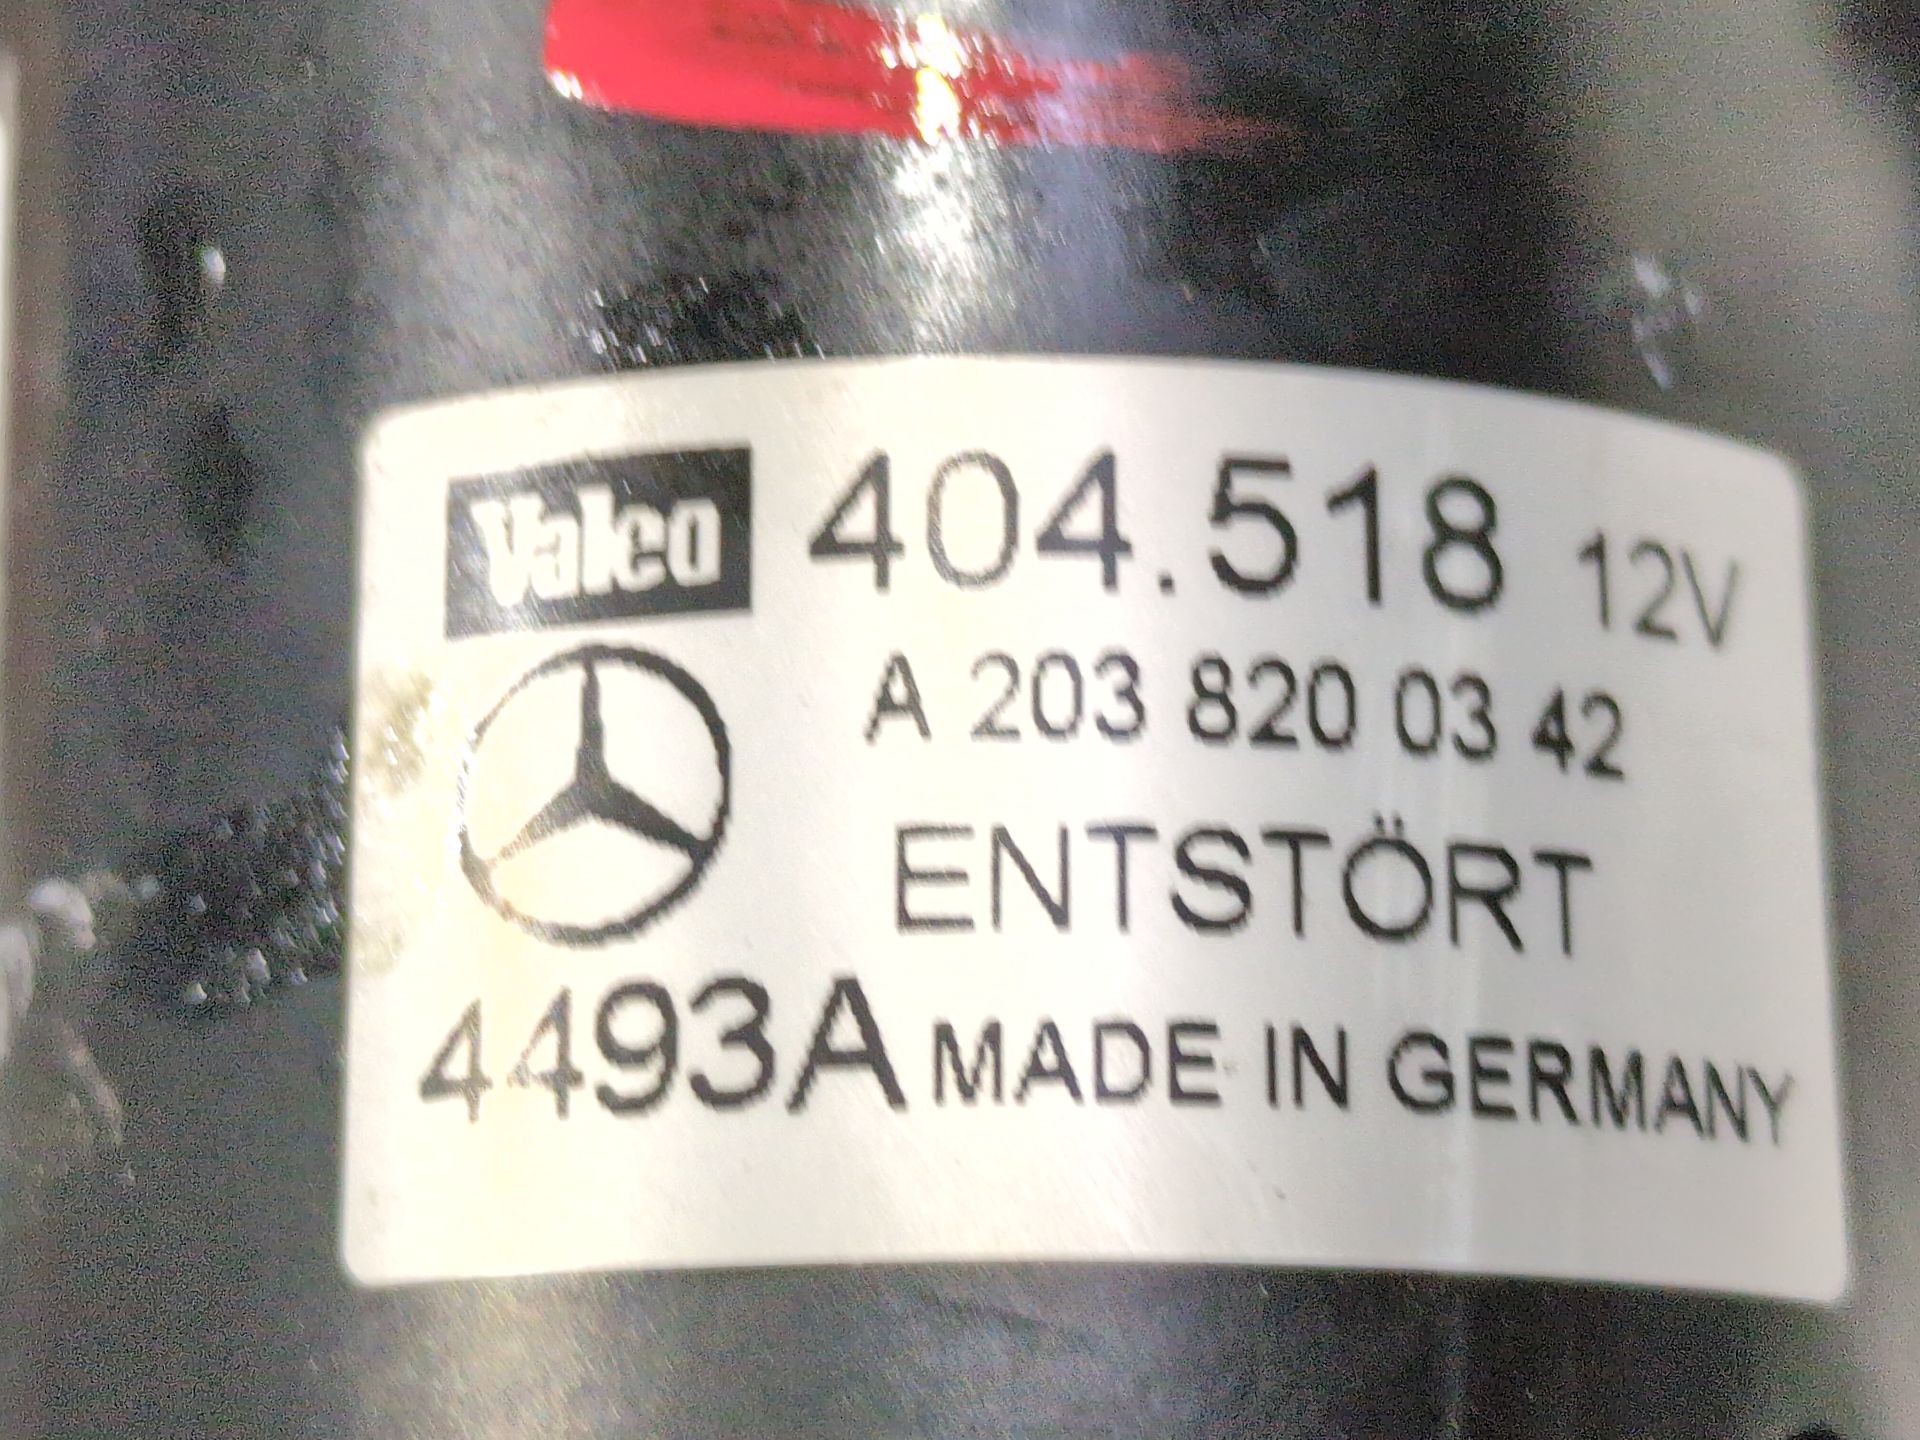 Valeo 404.518 12V
A 203 820 03 42
ENTSTÖRT
4493A MADE IN GERMANY